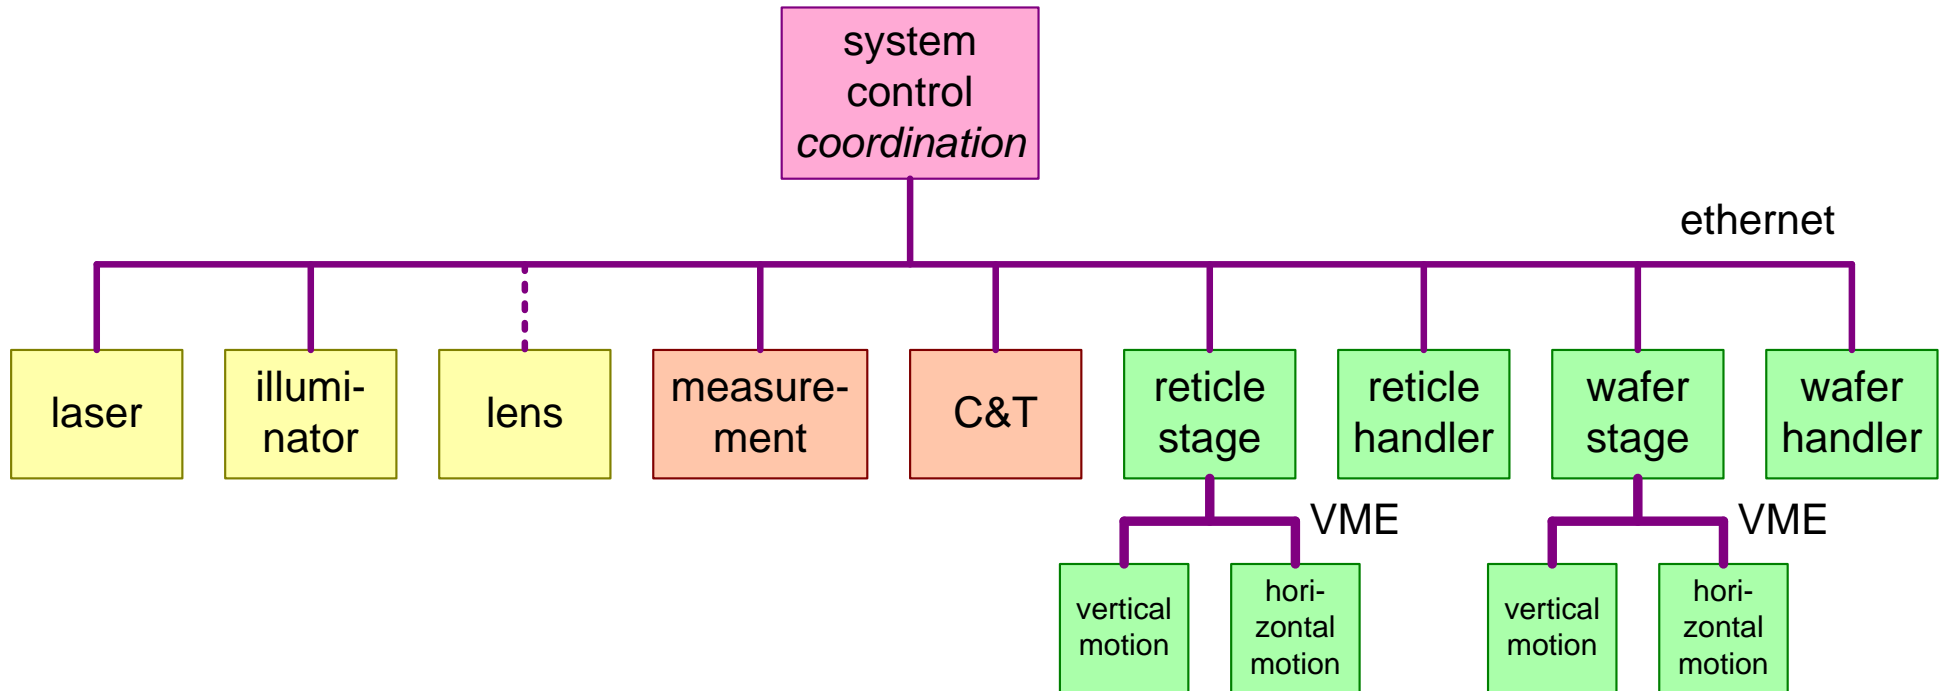 system
control
coordination
ethernet
laser
illumi-
nator
lens
measure-
ment
C&T
reticle
stage
reticle
handler
wafer
stage
wafer
handler
VME
VME
vertical
motion
hori-
zontal
motion
vertical
motion
hori-
zontal
motion